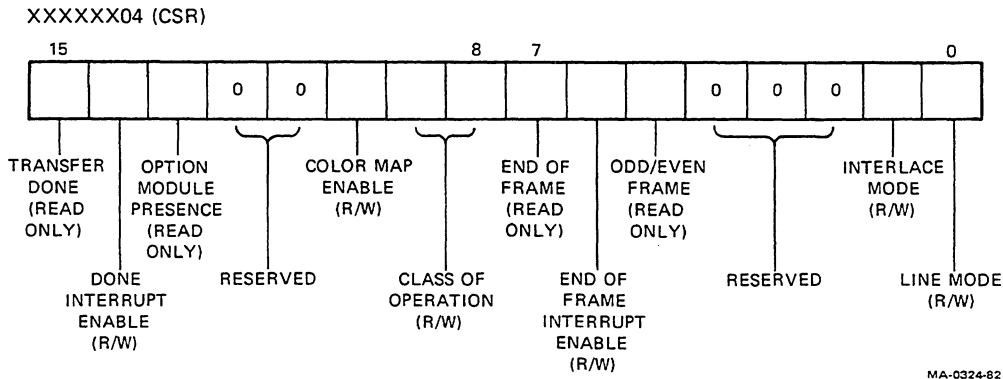 XXXXXX04 (CSR)
15 8 7 0
0 0 0 0 0
TRANSFER
DONE
(READ
ONLY)
OPTION
MODULE
PRESENCE
(READ
ONLY)
COLOR MAP
ENABLE
(R/W)
END OF
FRAME
(READ
ONLY)
ODD/EVEN
FRAME
(READ
ONLY)
INTERLACE
MODE
(R/W)
DONE
INTERRUPT
ENABLE
(R/W)
RESERVED
CLASS OF
OPERATION
(R/W)
END OF
FRAME
INTERRUPT
ENABLE
(R/W)
RESERVED
LINE MODE
(R/W)
MA-0324-82